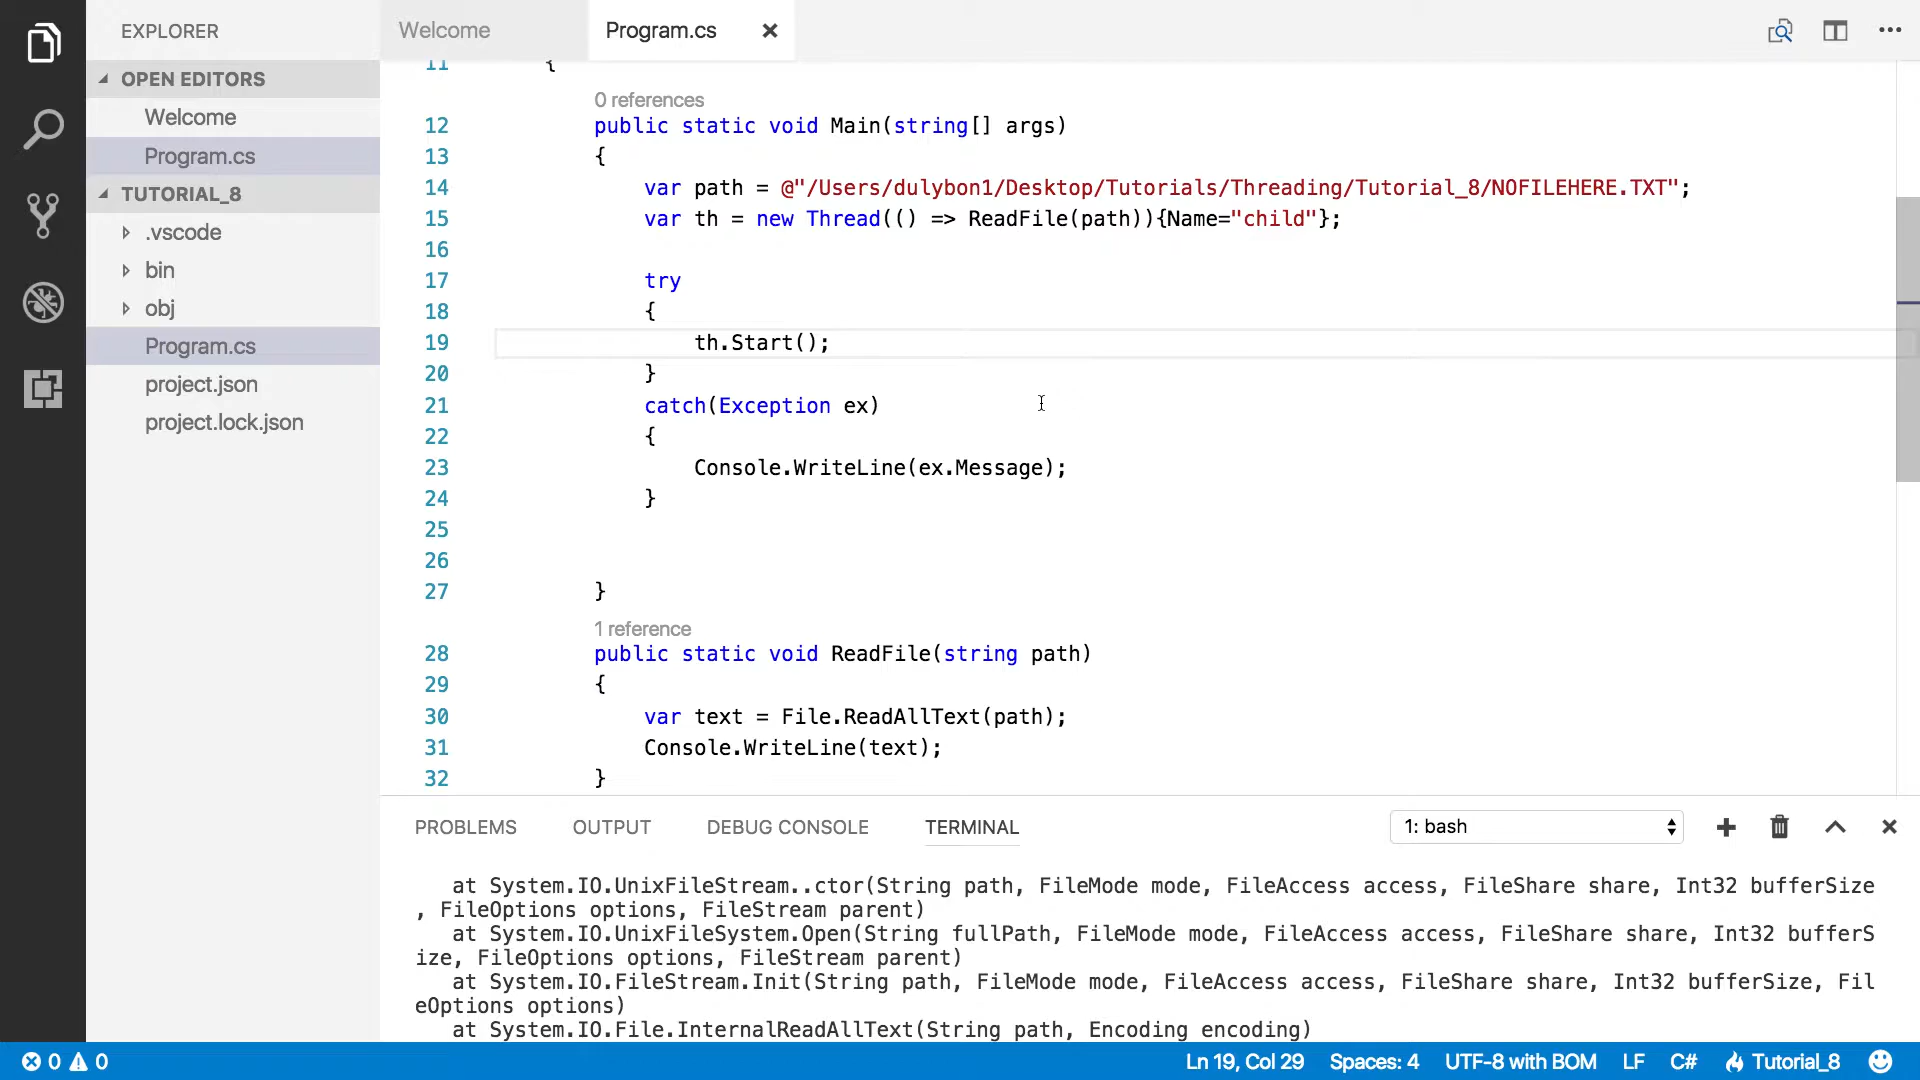 EXPLORER
OPEN EDITORS
Welcome
Program.cs
TUTORIAL_8
.vscode
bin
obj
Program.cs
project.json
project.lock.json
Welcome
Program.cs
11 {
0 references
12 public static void Main(string[] args)
13 {
14 var path = @"/Users/dulybon1/Desktop/Tutorials/Threading/Tutorial_8/NOFILEHERE.TXT";
15 var th = new Thread(() => ReadFile(path)){Name="child"};
16
17 try
18 {
19 th.Start();
20 }
21 catch(Exception ex)
22 {
23 Console.WriteLine(ex.Message);
24 }
25
26
27 }
1 reference
28 public static void ReadFile(string path)
29 {
30 var text = File.ReadAllText(path);
31 Console.WriteLine(text);
32 }
PROBLEMS OUTPUT DEBUG CONSOLE TERMINAL 1: bash
at System.IO.UnixFileStream..ctor(String path, FileMode mode, FileAccess access, FileShare share, Int32 bufferSize
, FileOptions options, FileStream parent)
at System.IO.UnixFileSystem.Open(String fullPath, FileMode mode, FileAccess access, FileShare share, Int32 bufferS
ize, FileOptions options, FileStream parent)
at System.IO.FileStream.Init(String path, FileMode mode, FileAccess access, FileShare share, Int32 bufferSize, Fil
eOptions options)
at System.IO.File.InternalReadAllText(String path, Encoding encoding)
0 0 Ln 19, Col 29 Spaces: 4 UTF-8 with BOM LF C# Tutorial_8